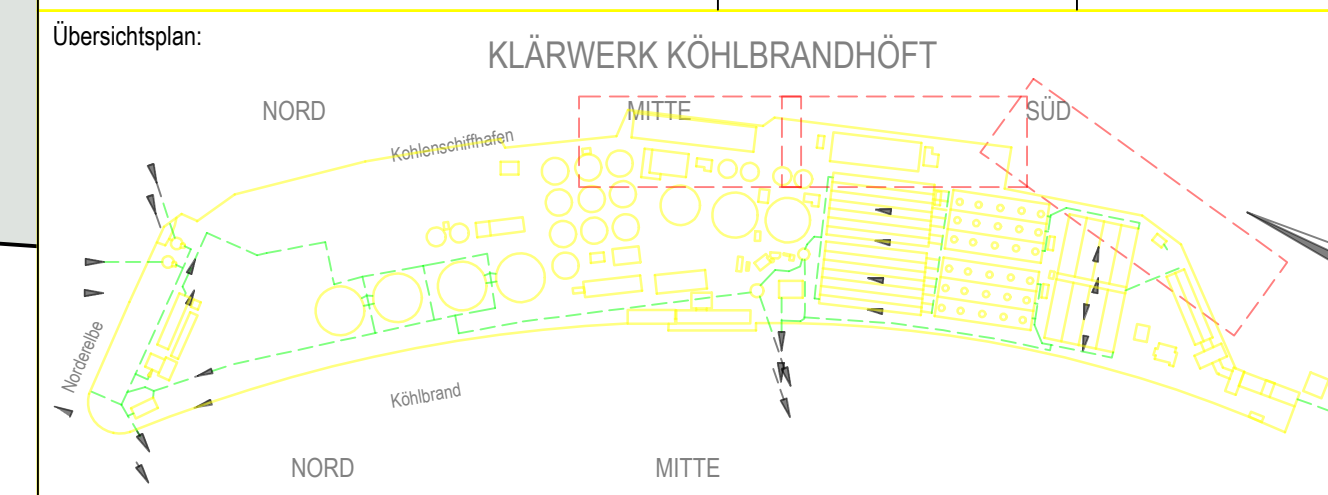 Übersichtsplan:
KLÄRWERK KÖHLBRANDHÖFT
NORD
MITTE
SÜD
Kohlenschiffhafen
Norderelbe
Köhlbrand
NORD
MITTE